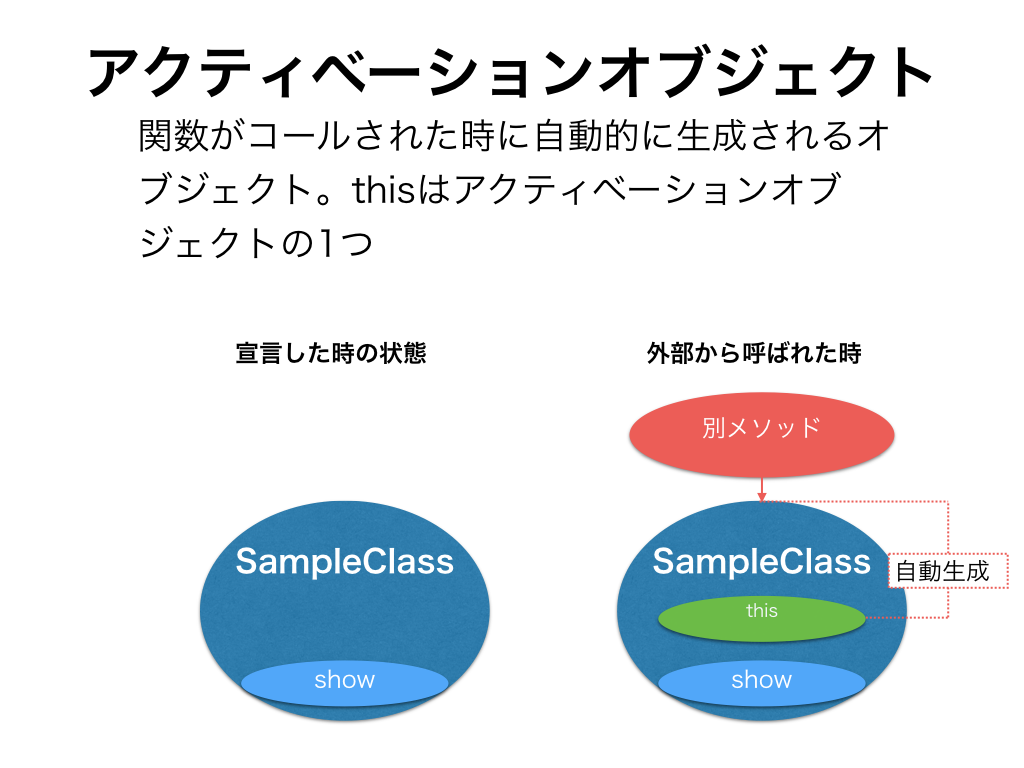 アクティベーションオブジェクト
関数がコールされた時に自動的に生成されるオ
ブジェクト。thisはアクティベーションオブ
ジェクトの1つ
宣言した時の状態
外部から呼ばれた時
別メソッド
SampleClass
SampleClass
自動生成
this
show
show